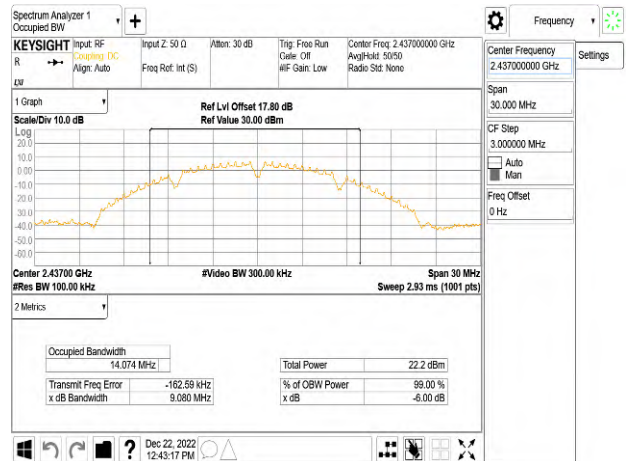 Spectrum Analyzer 1
Occupied BW
Frequency
KEYSIGHT
R
LXI
Input: RF
Coupling: DC
Align: Auto
Input Z: 50 Ω
Freq Ref: Int (S)
Atten: 30 dB
Trig: Free Run
Gate: Off
#IF Gain: Low
Center Freq: 2.437000000 GHz
Avg|Hold: 50/50
Radio Std: None
Center Frequency
2.437000000 GHz
Settings
Span
30.000 MHz
CF Step
3.000000 MHz
Auto
Man
Freq Offset
0 Hz
1 Graph
Scale/Div 10.0 dB
Ref Lvl Offset 17.80 dB
Ref Value 30.00 dBm
Log
20.0
10.0
0.00
-10.0
-20.0
-30.0
-40.0
-50.0
-60.0
Center 2.43700 GHz
#Video BW 300.00 kHz
Span 30 MHz
#Res BW 100.00 kHz
Sweep 2.93 ms (1001 pts)
2 Metrics
Occupied Bandwidth
14.074 MHz
Total Power 22.2 dBm
Transmit Freq Error -162.59 kHz
% of OBW Power 99.00 %
x dB Bandwidth 9.080 MHz
x dB -6.00 dB
?
Dec 22, 2022
12:43:17 PM